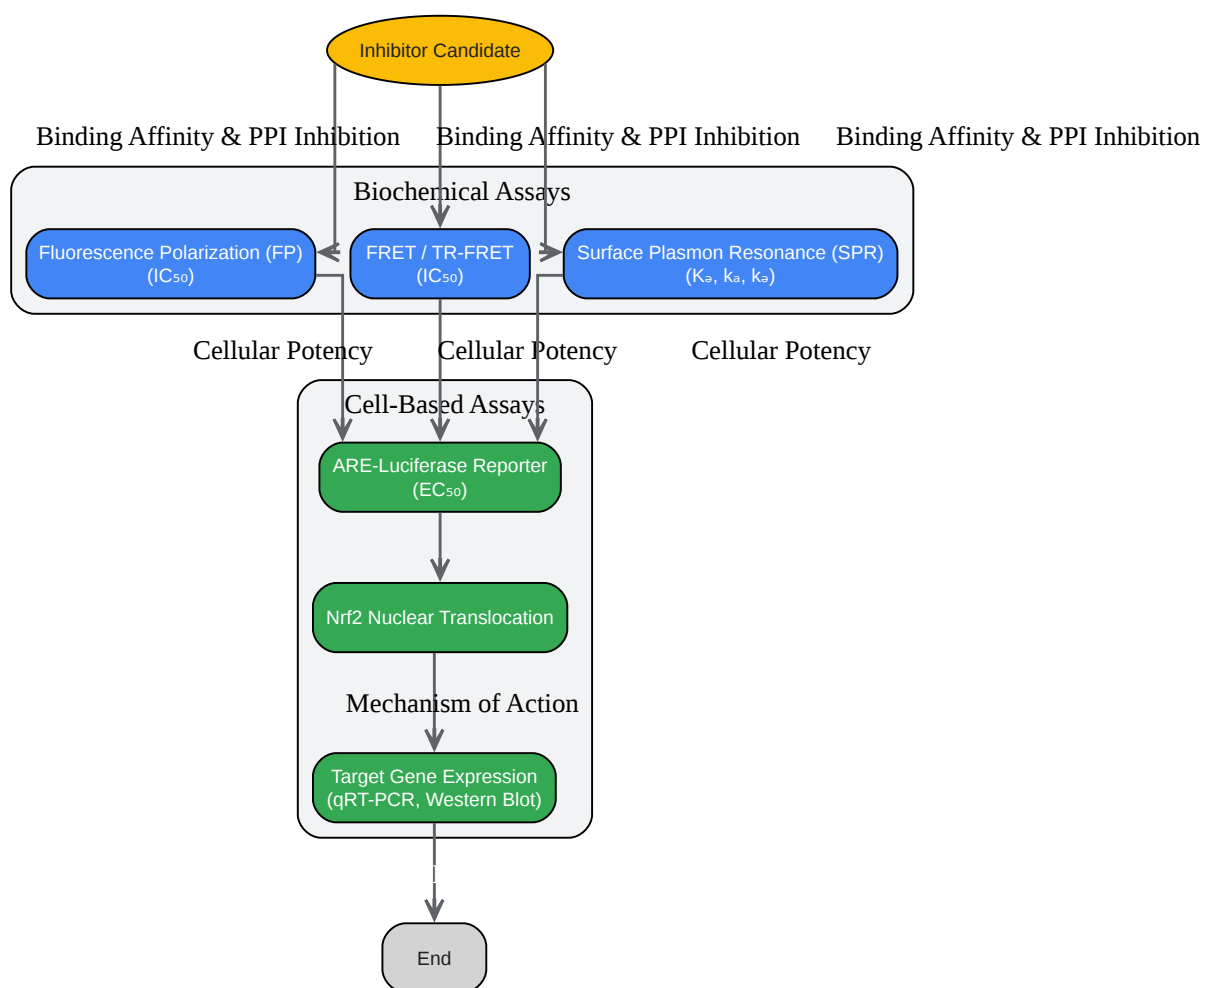 Inhibitor Candidate
Binding Affinity & PPI Inhibition
Binding Affinity & PPI Inhibition
Binding Affinity & PPI Inhibition
Biochemical Assays
Fluorescence Polarization (FP)
(IC₅₀)
FRET / TR-FRET
(IC₅₀)
Surface Plasmon Resonance (SPR)
(Kₔ, kₐ, kₔ)
Cellular Potency
Cellular Potency
Cellular Potency
Cell-Based Assays
ARE-Luciferase Reporter
(EC₅₀)
Nrf2 Nuclear Translocation
Mechanism of Action
Target Gene Expression
(qRT-PCR, Western Blot)
End